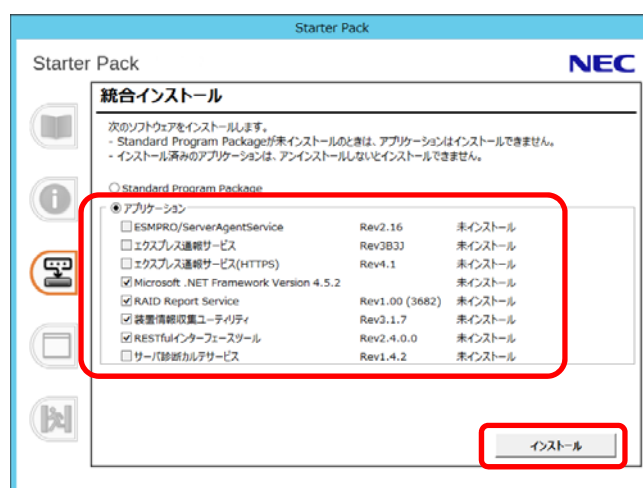 Starter Pack
Starter Pack
NEC
統合インストール
次のソフトウェアをインストールします。
- Standard Program Packageが未インストールのときは、アプリケーションはインストールできません。
- インストール済みのアプリケーションは、アンインストールしないとインストールできません。
Standard Program Package
アプリケーション
ESMPRO/ServerAgentService Rev2.16 未インストール
エクスプレス通報サービス Rev3B3J 未インストール
エクスプレス通報サービス(HTTPS) Rev4.1 未インストール
Microsoft .NET Framework Version 4.5.2 未インストール
RAID Report Service Rev1.00 (3682) 未インストール
装置情報収集ユーティリティ Rev3.1.7 未インストール
RESTfulインターフェースツール Rev2.4.0.0 未インストール
サーバ診断カルテサービス Rev1.4.2 未インストール
インストール